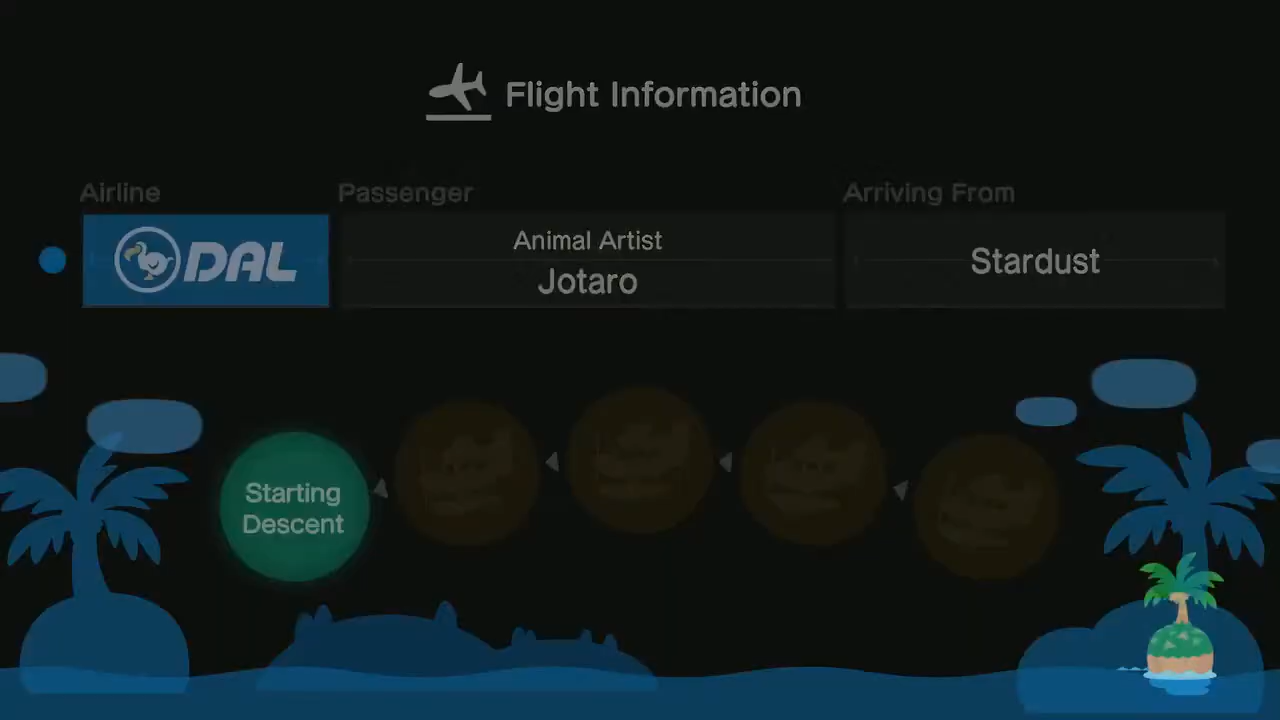 Flight Information
Airline
Passenger
Arriving From
DAL
Animal Artist
Jotaro
Stardust
Starting
Descent